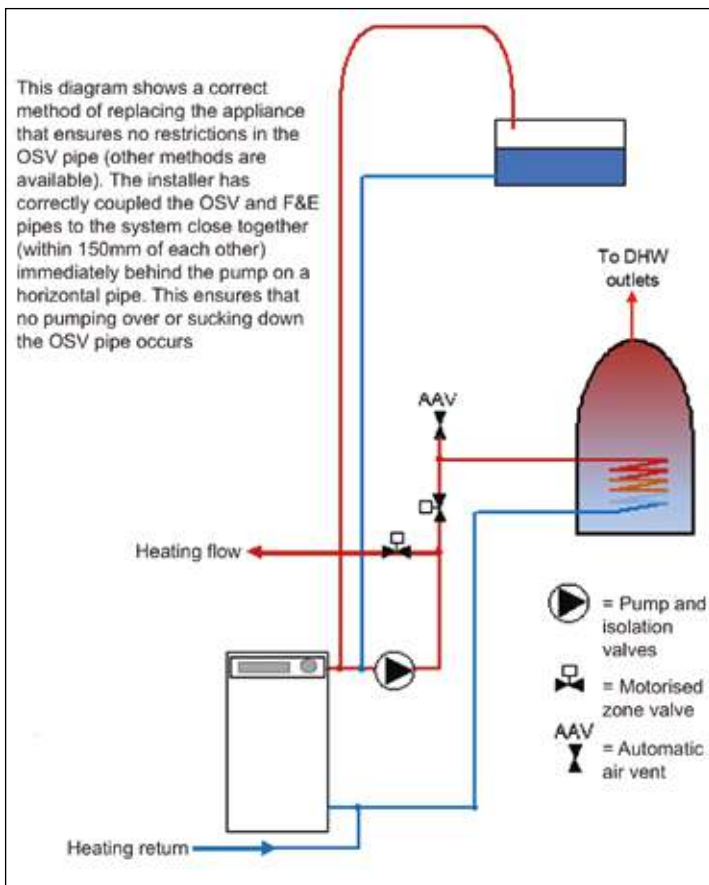 This diagram shows a correct
method of replacing the appliance
that ensures no restrictions in the
OSV pipe (other methods are
available). The installer has
correctly coupled the OSV and F&E
pipes to the system close together
(within 150mm of each other)
immediately behind the pump on a
horizontal pipe. This ensures that
no pumping over or sucking down
the OSV pipe occurs
To DHW
outlets
AAV
Heating flow
= Pump and
isolation
valves
= Motorised
zone valve
AAV
= Automatic
air vent
Heating return